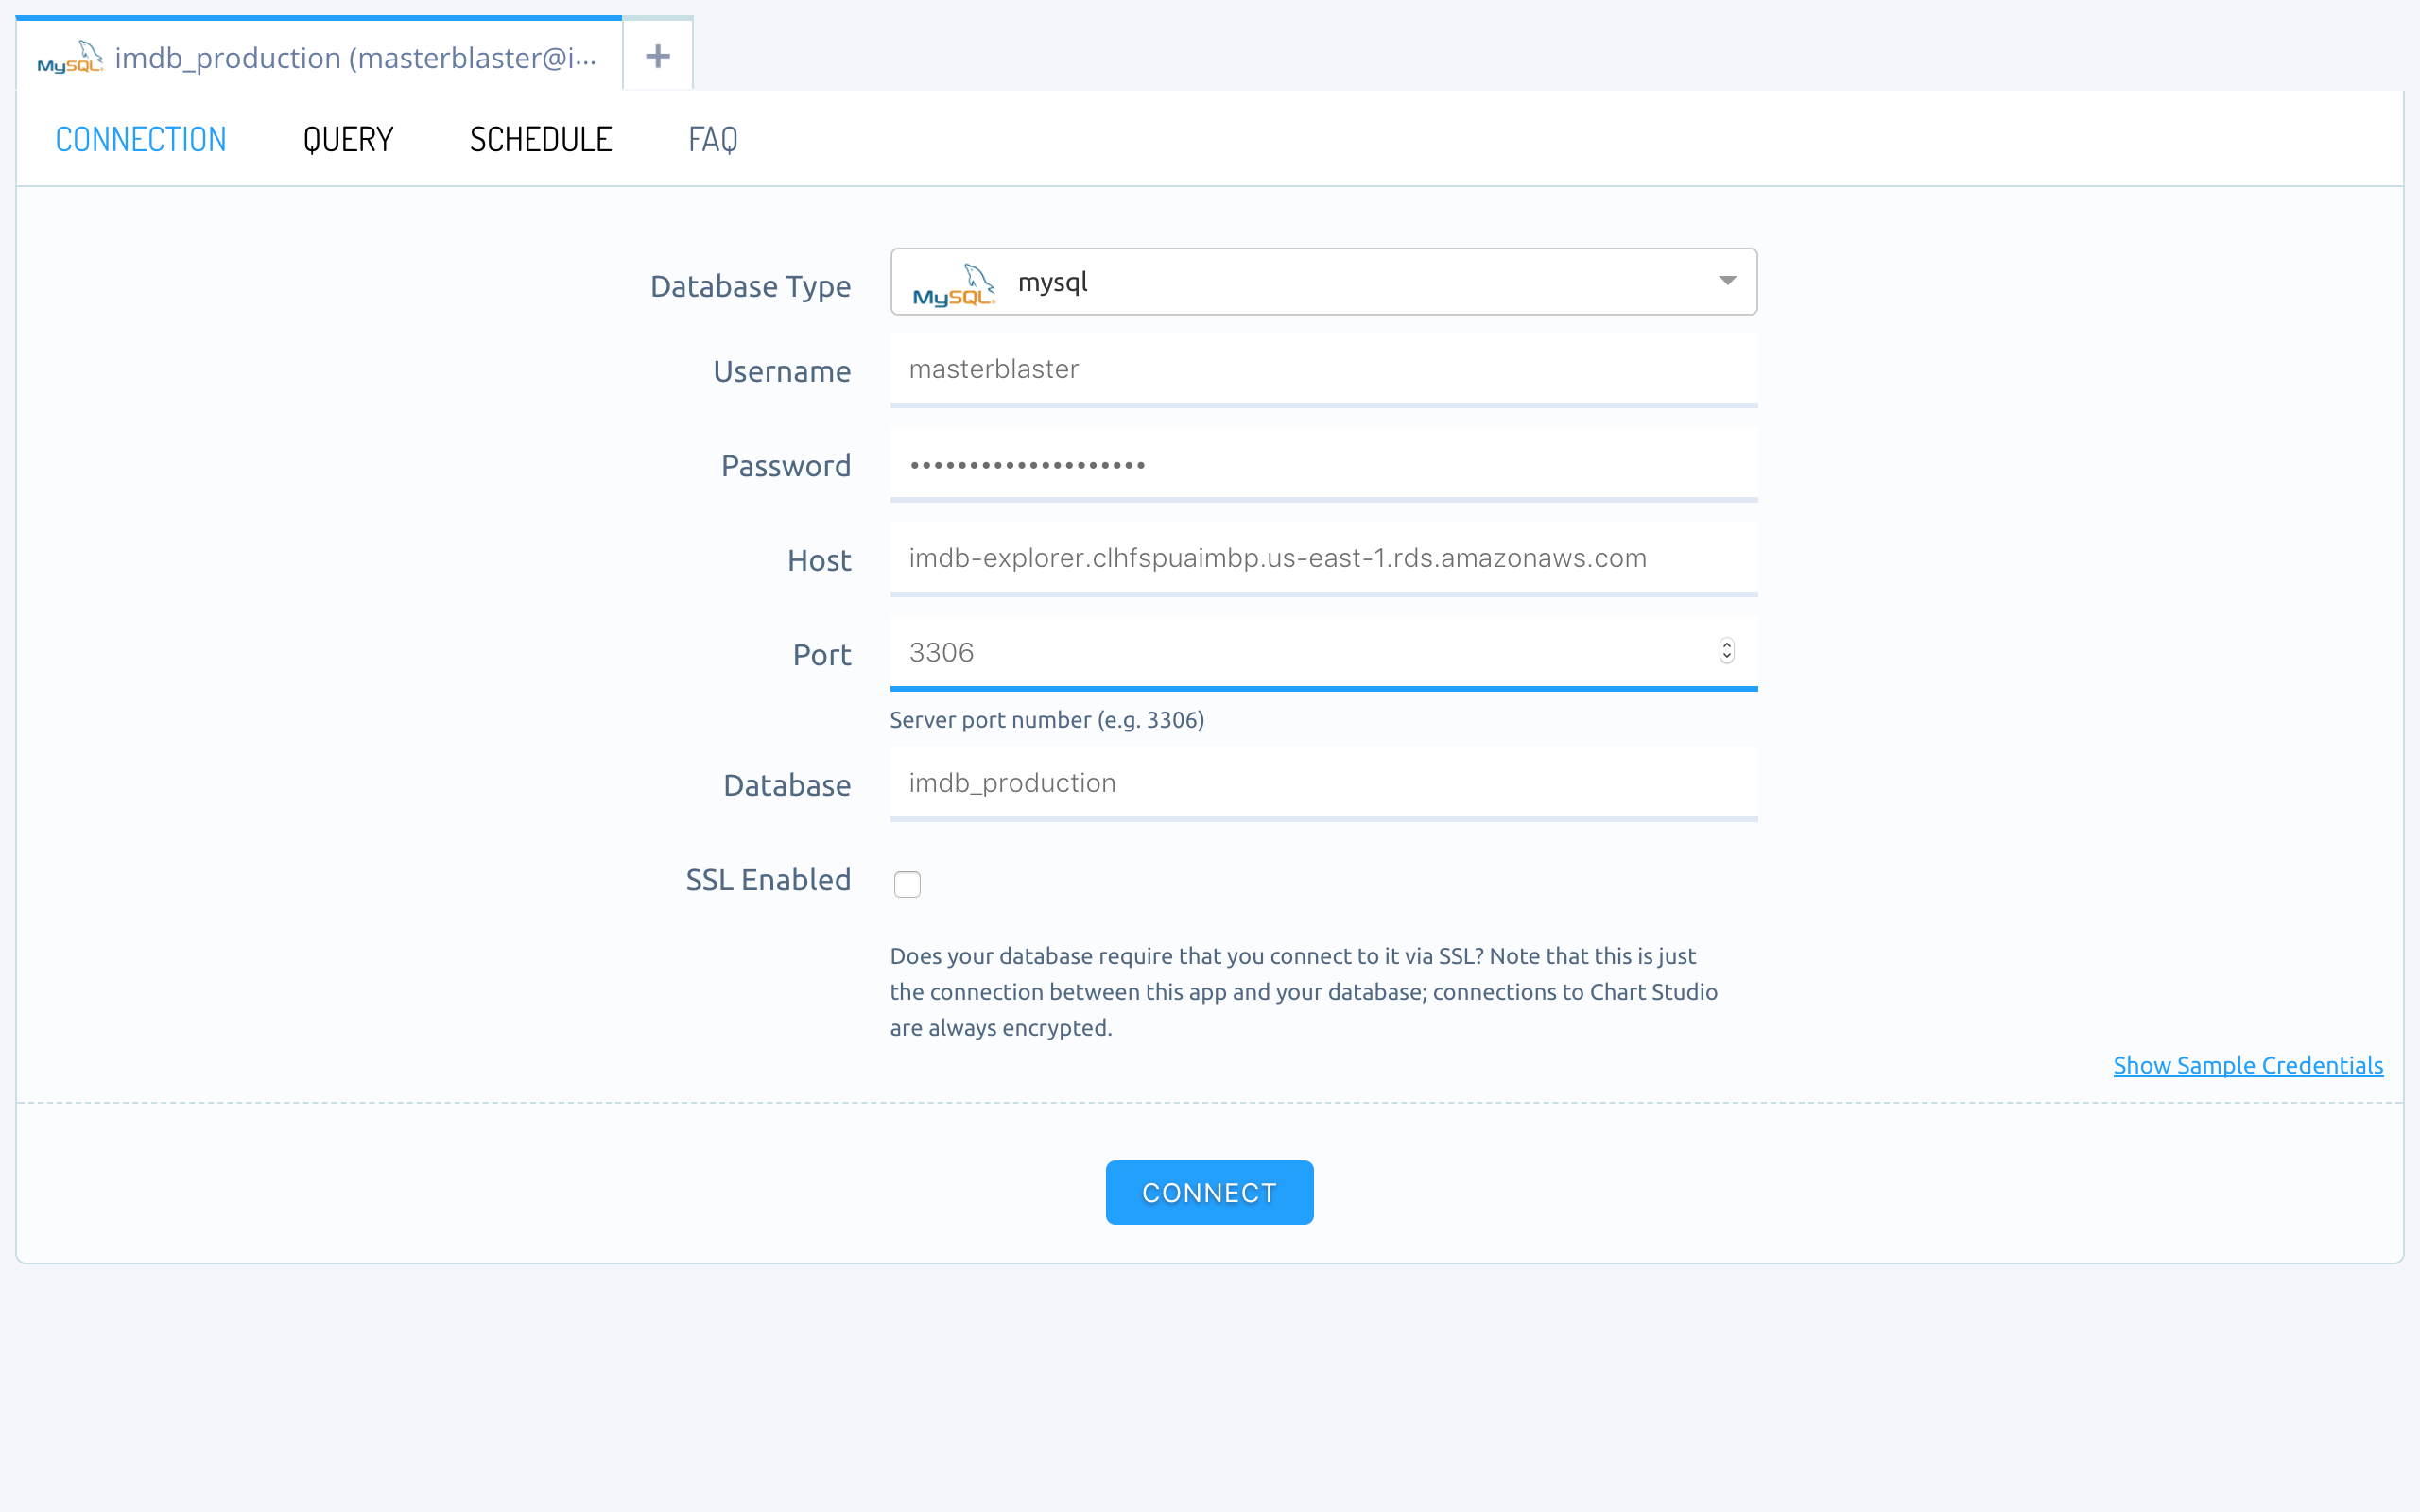 MySQL imdb_production (masterblaster@i... +
CONNECTION QUERY SCHEDULE FAQ
Database Type MySQL mysql
Username masterblaster
Password ••••••••••••••••••••
Host imdb-explorer.clhfspuaimbp.us-east-1.rds.amazonaws.com
Port 3306
Server port number (e.g. 3306)
Database imdb_production
SSL Enabled
Does your database require that you connect to it via SSL? Note that this is just
the connection between this app and your database; connections to Chart Studio
are always encrypted.
Show Sample Credentials
CONNECT